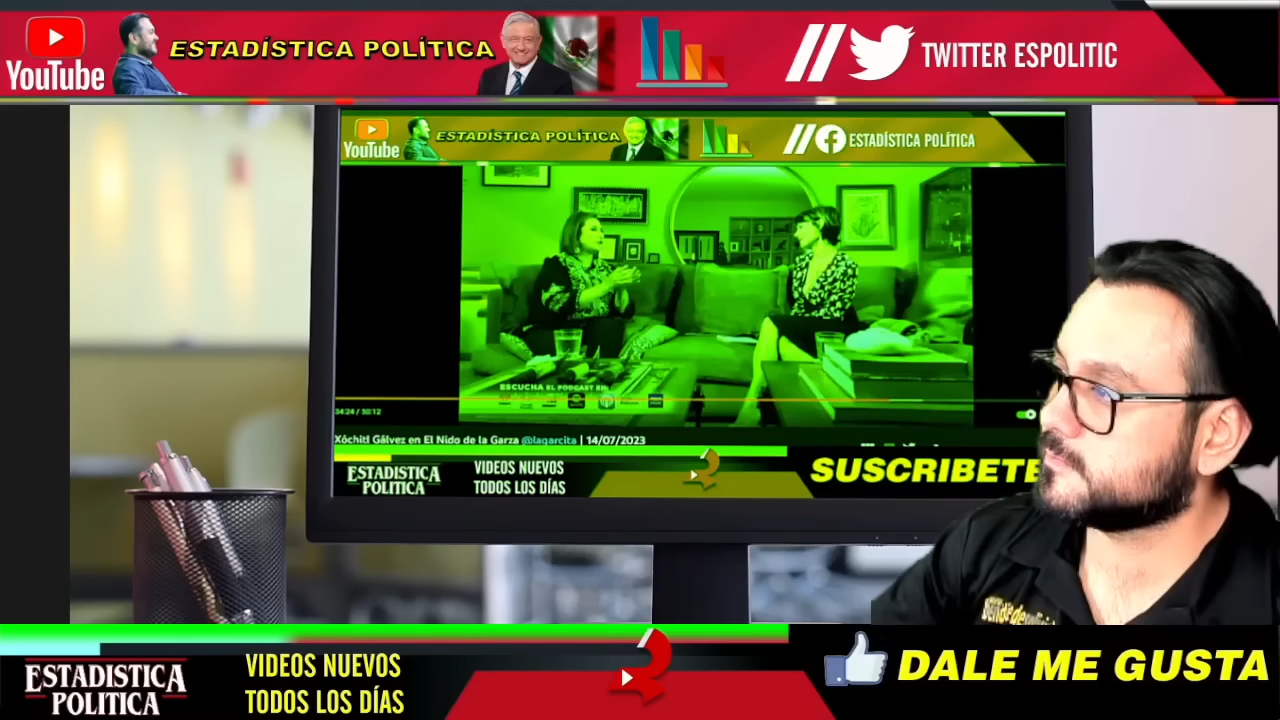 YouTube
ESTADÍSTICA POLÍTICA
TWITTER ESPOLITIC
YouTube
ESTADÍSTICA POLÍTICA
ESTADÍSTICA POLÍTICA
ESCUCHA EL PODCAST EN:
34:24 / 50:12
Xóchitl Gálvez en El Nido de la Garza @lagarcita | 14/07/2023
ESTADISTICA
POLITICA
VIDEOS NUEVOS
TODOS LOS DÍAS
SUSCRIBETE
ESTADISTICA
POLITICA
VIDEOS NUEVOS
TODOS LOS DÍAS
DALE ME GUSTA